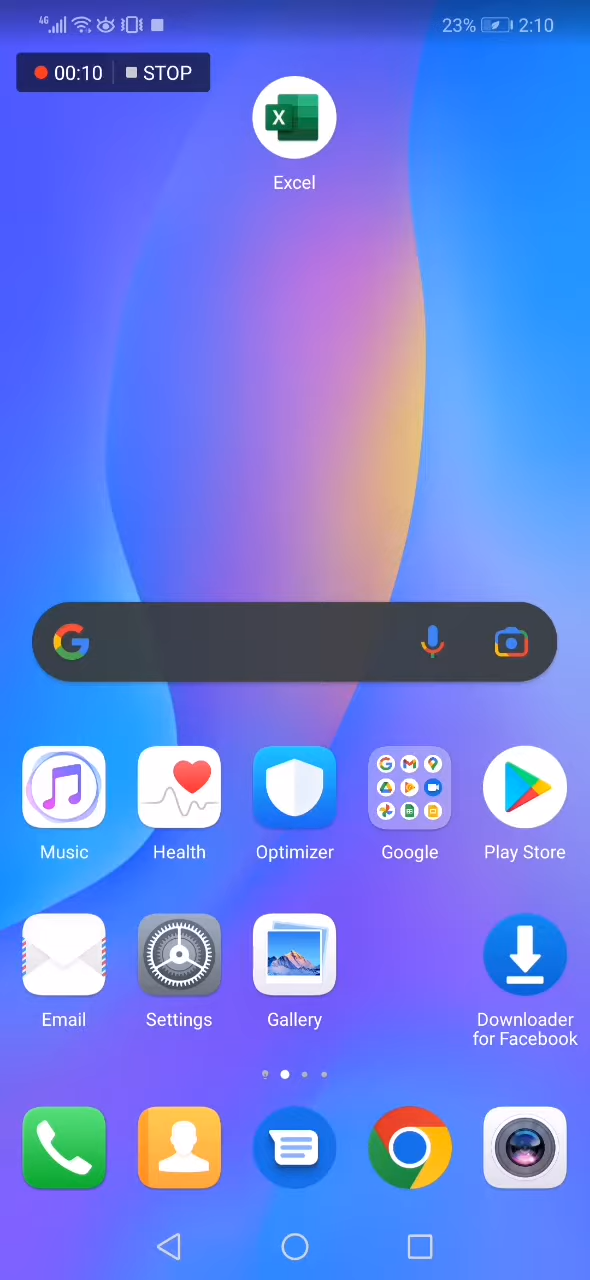 4G 23% 2:10
00:10 STOP
X
Excel
G
Music Health Optimizer Google Play Store
Email Settings Gallery Downloader
for Facebook